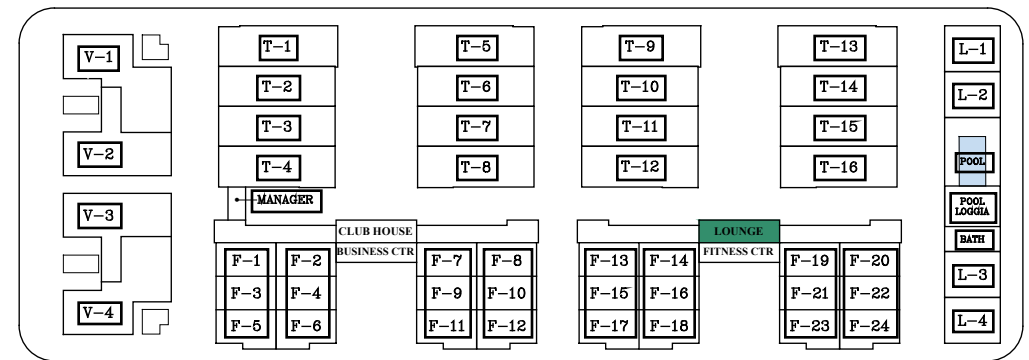 V-1
T-1
T-5
T-9
T-13
L-1
T-2
T-6
T-10
T-14
L-2
T-3
T-7
T-11
T-15
V-2
T-4
T-8
T-12
T-16
POOL
MANAGER
V-3
POOL
LOGGIA
CLUB HOUSE
LOUNGE
BATH
BUSINESS CTR
FITNESS CTR
F-1
F-2
F-7
F-8
F-13
F-14
F-19
F-20
L-3
F-3
F-4
F-9
F-10
F-15
F-16
F-21
F-22
V-4
F-5
F-6
F-11
F-12
F-17
F-18
F-23
F-24
L-4